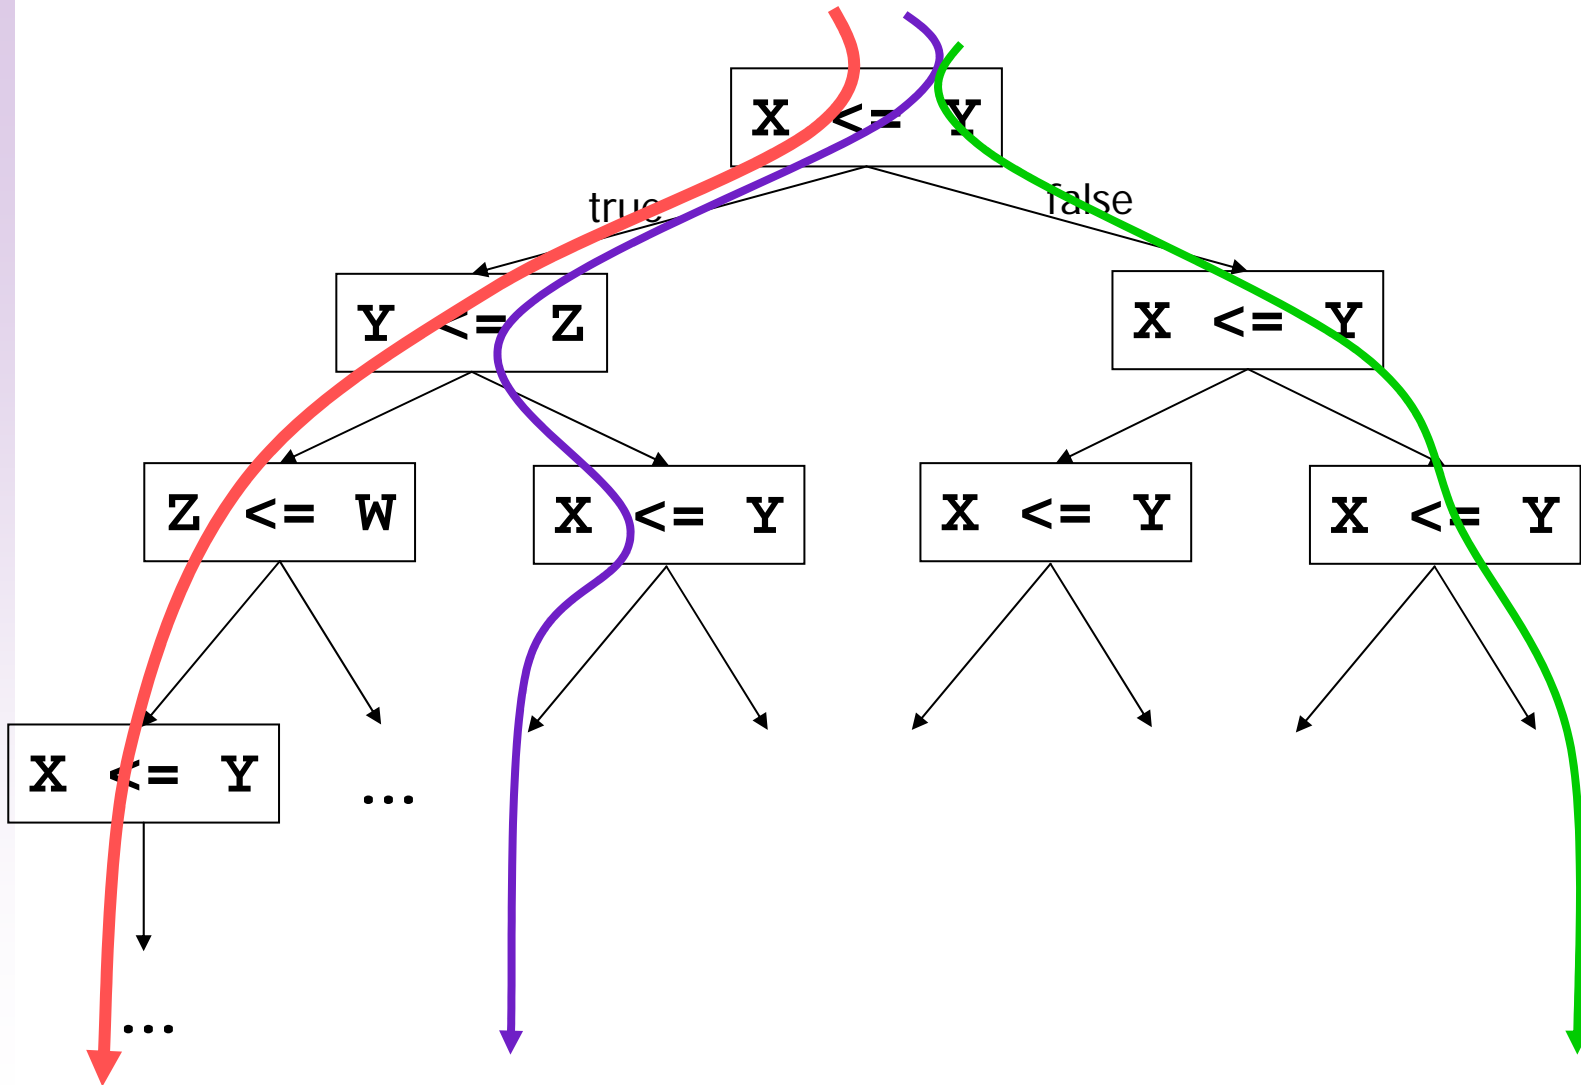 X <= Y
true
false
Y <= Z
X <= Y
Z <= W
X <= Y
X <= Y
X <= Y
X <= Y
...
...